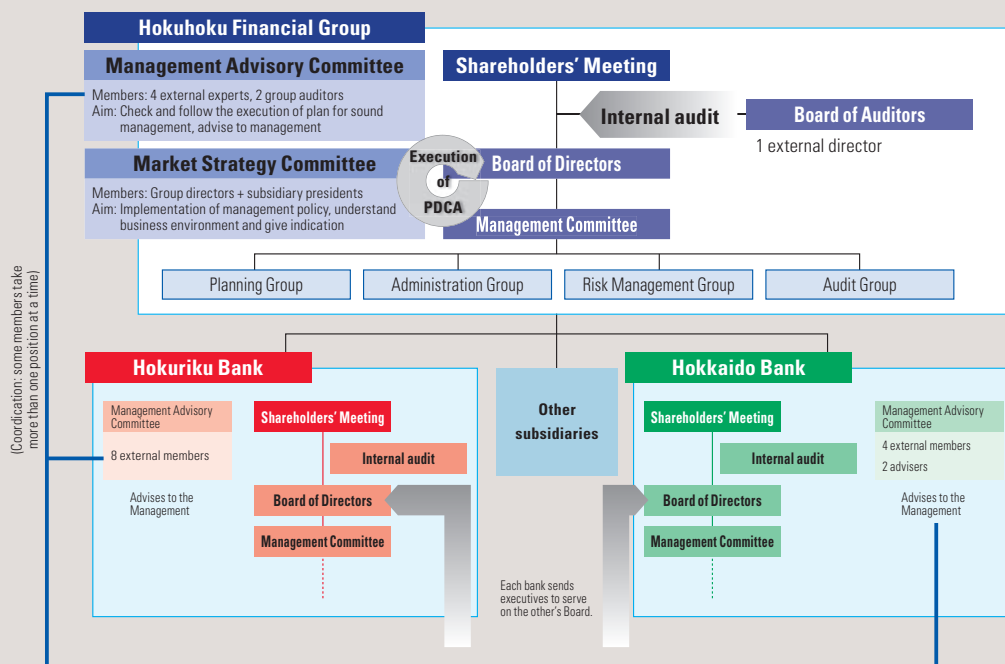 Hokuhoku Financial Group
Management Advisory Committee
Members: 4 external experts, 2 group auditors
Aim: Check and follow the execution of plan for sound
management, advise to management
Market Strategy Committee
Members: Group directors + subsidiary presidents
Aim: Implementation of management policy, understand
business environment and give indication
Shareholders' Meeting
Internal audit
Board of Auditors
1 external director
Execution
of
PDCA
Board of Directors
Management Committee
Planning Group
Administration Group
Risk Management Group
Audit Group
(Coordication: some members take
more than one position at a time)
Hokuriku Bank
Management Advisory
Committee
8 external members
Advises to the
Management
Shareholders' Meeting
Internal audit
Board of Directors
Management Committee
Other
subsidiaries
Each bank sends
executives to serve
on the other's Board.
Hokkaido Bank
Shareholders' Meeting
Internal audit
Board of Directors
Management Committee
Management Advisory
Committee
4 external members
2 advisers
Advises to the
Management